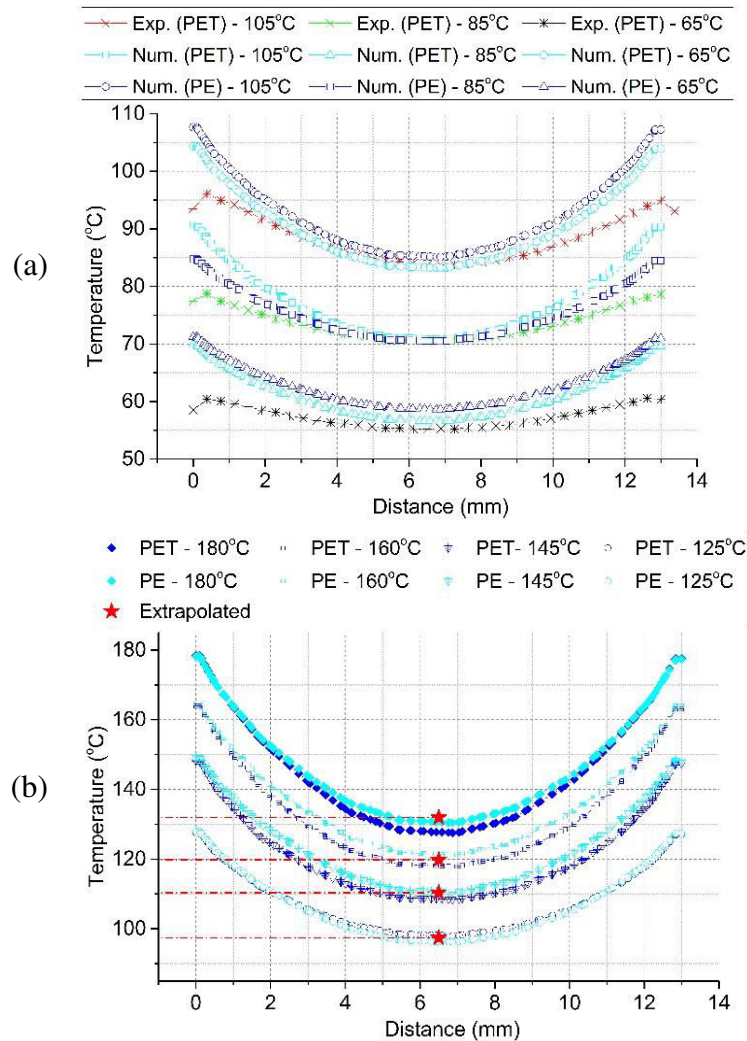 Exp. (PET) - 105°C Exp. (PET) - 85°C Exp. (PET) - 65°C
Num. (PET) - 105°C Num. (PET) - 85°C Num. (PET) - 65°C
Num. (PE) - 105°C Num. (PE) - 85°C Num. (PE) - 65°C
(a)
Temperature (°C)
110
100
90
80
70
60
50
0 2 4 6 8 10 12 14
Distance (mm)
PET - 180°C PET - 160°C PET- 145°C PET - 125°C
PE - 180°C PE - 160°C PE - 145°C PE - 125°C
Extrapolated
(b)
Temperature (°C)
180
160
140
120
100
0 2 4 6 8 10 12 14
Distance (mm)